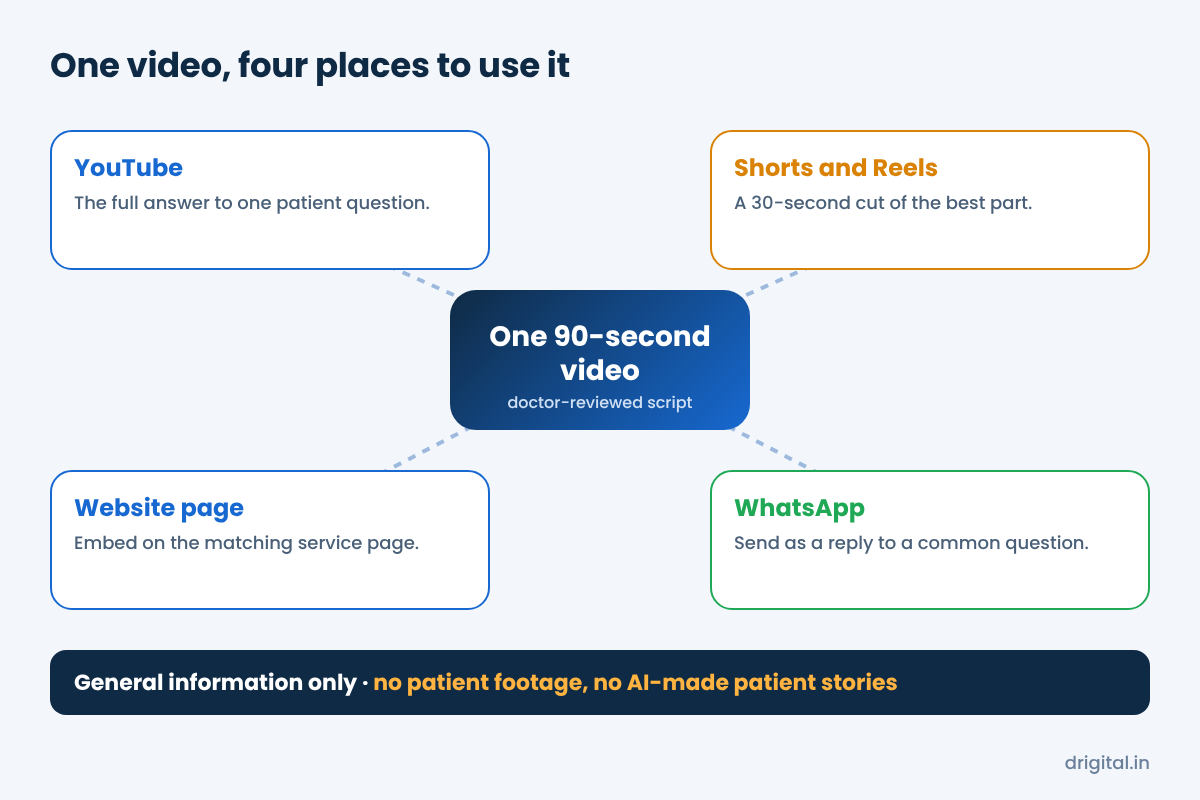 One video, four places to use it
YouTube
The full answer to one patient question.
Shorts and Reels
A 30-second cut of the best part.
One 90-second
video
doctor-reviewed script
Website page
Embed on the matching service page.
WhatsApp
Send as a reply to a common question.
General information only · no patient footage, no AI-made patient stories
drigital.in